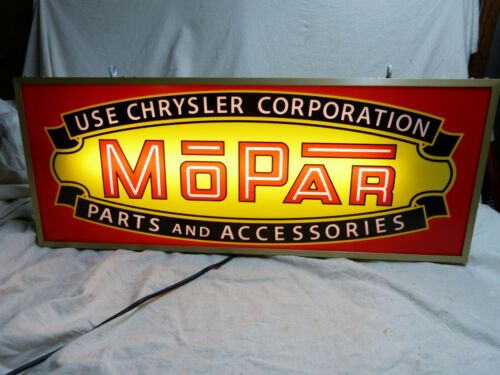 USE CHRYSLER CORPORATION
MOPAR
PARTS AND ACCESSORIES